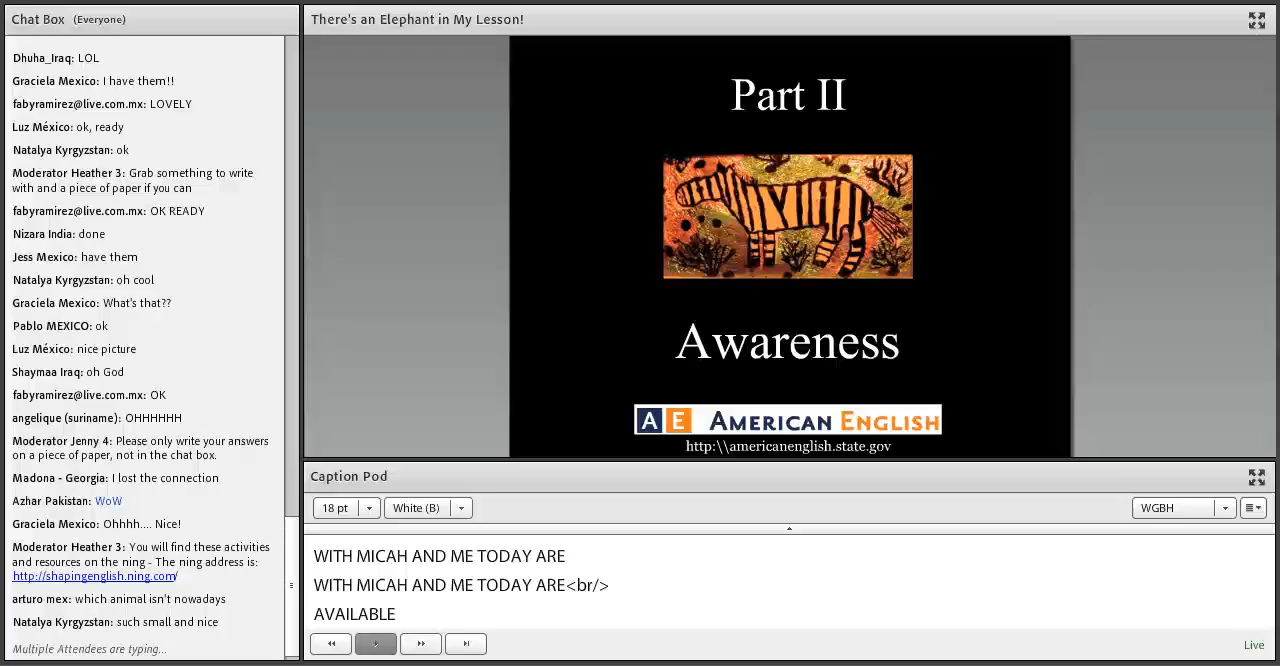 Chat Box (Everyone)
Dhuha_Iraq: LOL
Graciela Mexico: I have them!!
fabyramirez@live.com.mx: LOVELY
Luz México: ok, ready
Natalya Kyrgyzstan: ok
Moderator Heather 3: Grab something to write
with and a piece of paper if you can
fabyramirez@live.com.mx: OK READY
Nizara India: done
Jess Mexico: have them
Natalya Kyrgyzstan: oh cool
Graciela Mexico: What's that??
Pablo MEXICO: ok
Luz México: nice picture
Shaymaa Iraq: oh God
fabyramirez@live.com.mx: OK
angelique (suriname): OHHHHHH
Moderator Jenny 4: Please only write your answers
on a piece of paper, not in the chat box.
Madona - Georgia: I lost the connection
Azhar Pakistan: WoW
Graciela Mexico: Ohhhh.... Nice!
Moderator Heather 3: You will find these activities
and resources on the ning - The ning address is:
http://shapingenglish.ning.com/
arturo mex: which animal isn't nowadays
Natalya Kyrgyzstan: such small and nice
Multiple Attendees are typing...
There's an Elephant in My Lesson!
Part II
Awareness
AE AMERICAN ENGLISH
http:\\americanenglish.state.gov
Caption Pod
18 pt White (B) WGBH
WITH MICAH AND ME TODAY ARE
WITH MICAH AND ME TODAY ARE<br/>
AVAILABLE
Live